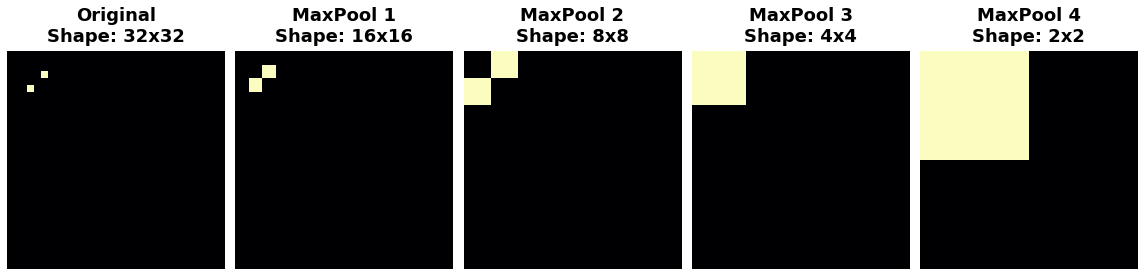 Original
Shape: 32x32
MaxPool 1
Shape: 16x16
MaxPool 2
Shape: 8x8
MaxPool 3
Shape: 4x4
MaxPool 4
Shape: 2x2